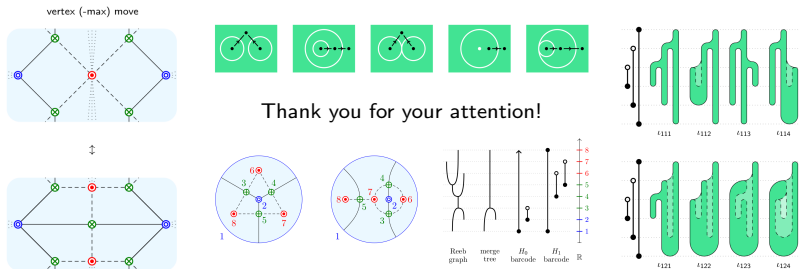 vertex (-max) move
↕
Thank you for your attention!
ι111 ι112 ι113 ι114
6
3 4
2
8 5 7
1
4
8 7 2 6
3
1
8
7
6
5
4
3
2
1
Reeb graph
merge tree
H0 barcode
H1 barcode
ℝ
ι121 ι122 ι123 ι124